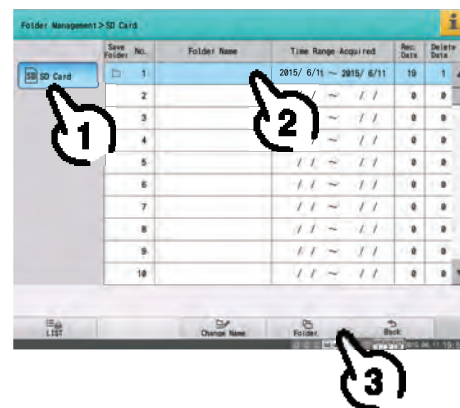 Folder Management > SD Card
Save Folder No. Folder Name Time Range Acquired Rec. Data Delete Data
SD SD Card
1 2015/ 6/11 ~ 2015/ 6/11 19 1
2 / / ~ / / 0 0
3 / / ~ / / 0 0
4 / / ~ / / 0 0
5 / / ~ / / 0 0
6 / / ~ / / 0 0
7 / / ~ / / 0 0
8 / / ~ / / 0 0
9 / / ~ / / 0 0
10 / / ~ / / 0 0
1
2
LIST Change Name Folder Back
3